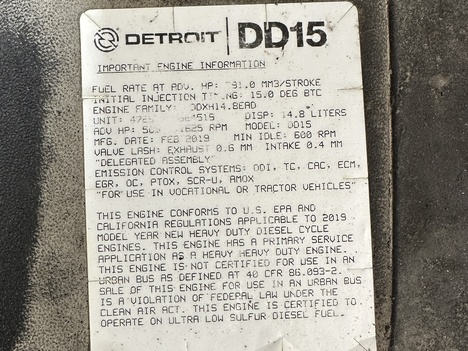 DETROIT DD15
IMPORTANT ENGINE INFORMATION
FUEL RATE AT ADV. HP: 91.0 MM3/STROKE
INITIAL INJECTION 15.0 DEG BTC
ENGINE FAMILY: DDXH14.8EAD
UNIT: DISP: 14.8 LITERS
ADV HP: 1625 RPM MODEL: DD15
MFG. DATE: FEB 2019 MIN IDLE: 600 RPM
VALVE LASH: EXHAUST 0.6 MM INTAKE 0.4 MM
"DELEGATED ASSEMBLY"
EMISSION CONTROL SYSTEMS: DDI, TC, CAC, ECM,
EGR, OC, PTOX, SCR-U, AMOX
"FOR USE IN VOCATIONAL OR TRACTOR VEHICLES"
THIS ENGINE CONFORMS TO U.S. EPA AND
CALIFORNIA REGULATIONS APPLICABLE TO 2019
MODEL YEAR NEW HEAVY DUTY DIESEL CYCLE
ENGINES. THIS ENGINE HAS A PRIMARY SERVICE
APPLICATION AS A HEAVY HEAVY DUTY ENGINE.
THIS ENGINE IS NOT CERTIFIED FOR USE IN AN
URBAN BUS AS DEFINED AT 40 CFR 86.093-2.
SALE OF THIS ENGINE FOR USE IN AN URBAN BUS
IS A VIOLATION OF FEDERAL LAW UNDER THE
CLEAN AIR ACT. THIS ENGINE IS CERTIFIED TO
OPERATE ON ULTRA LOW SULFUR DIESEL FUEL.